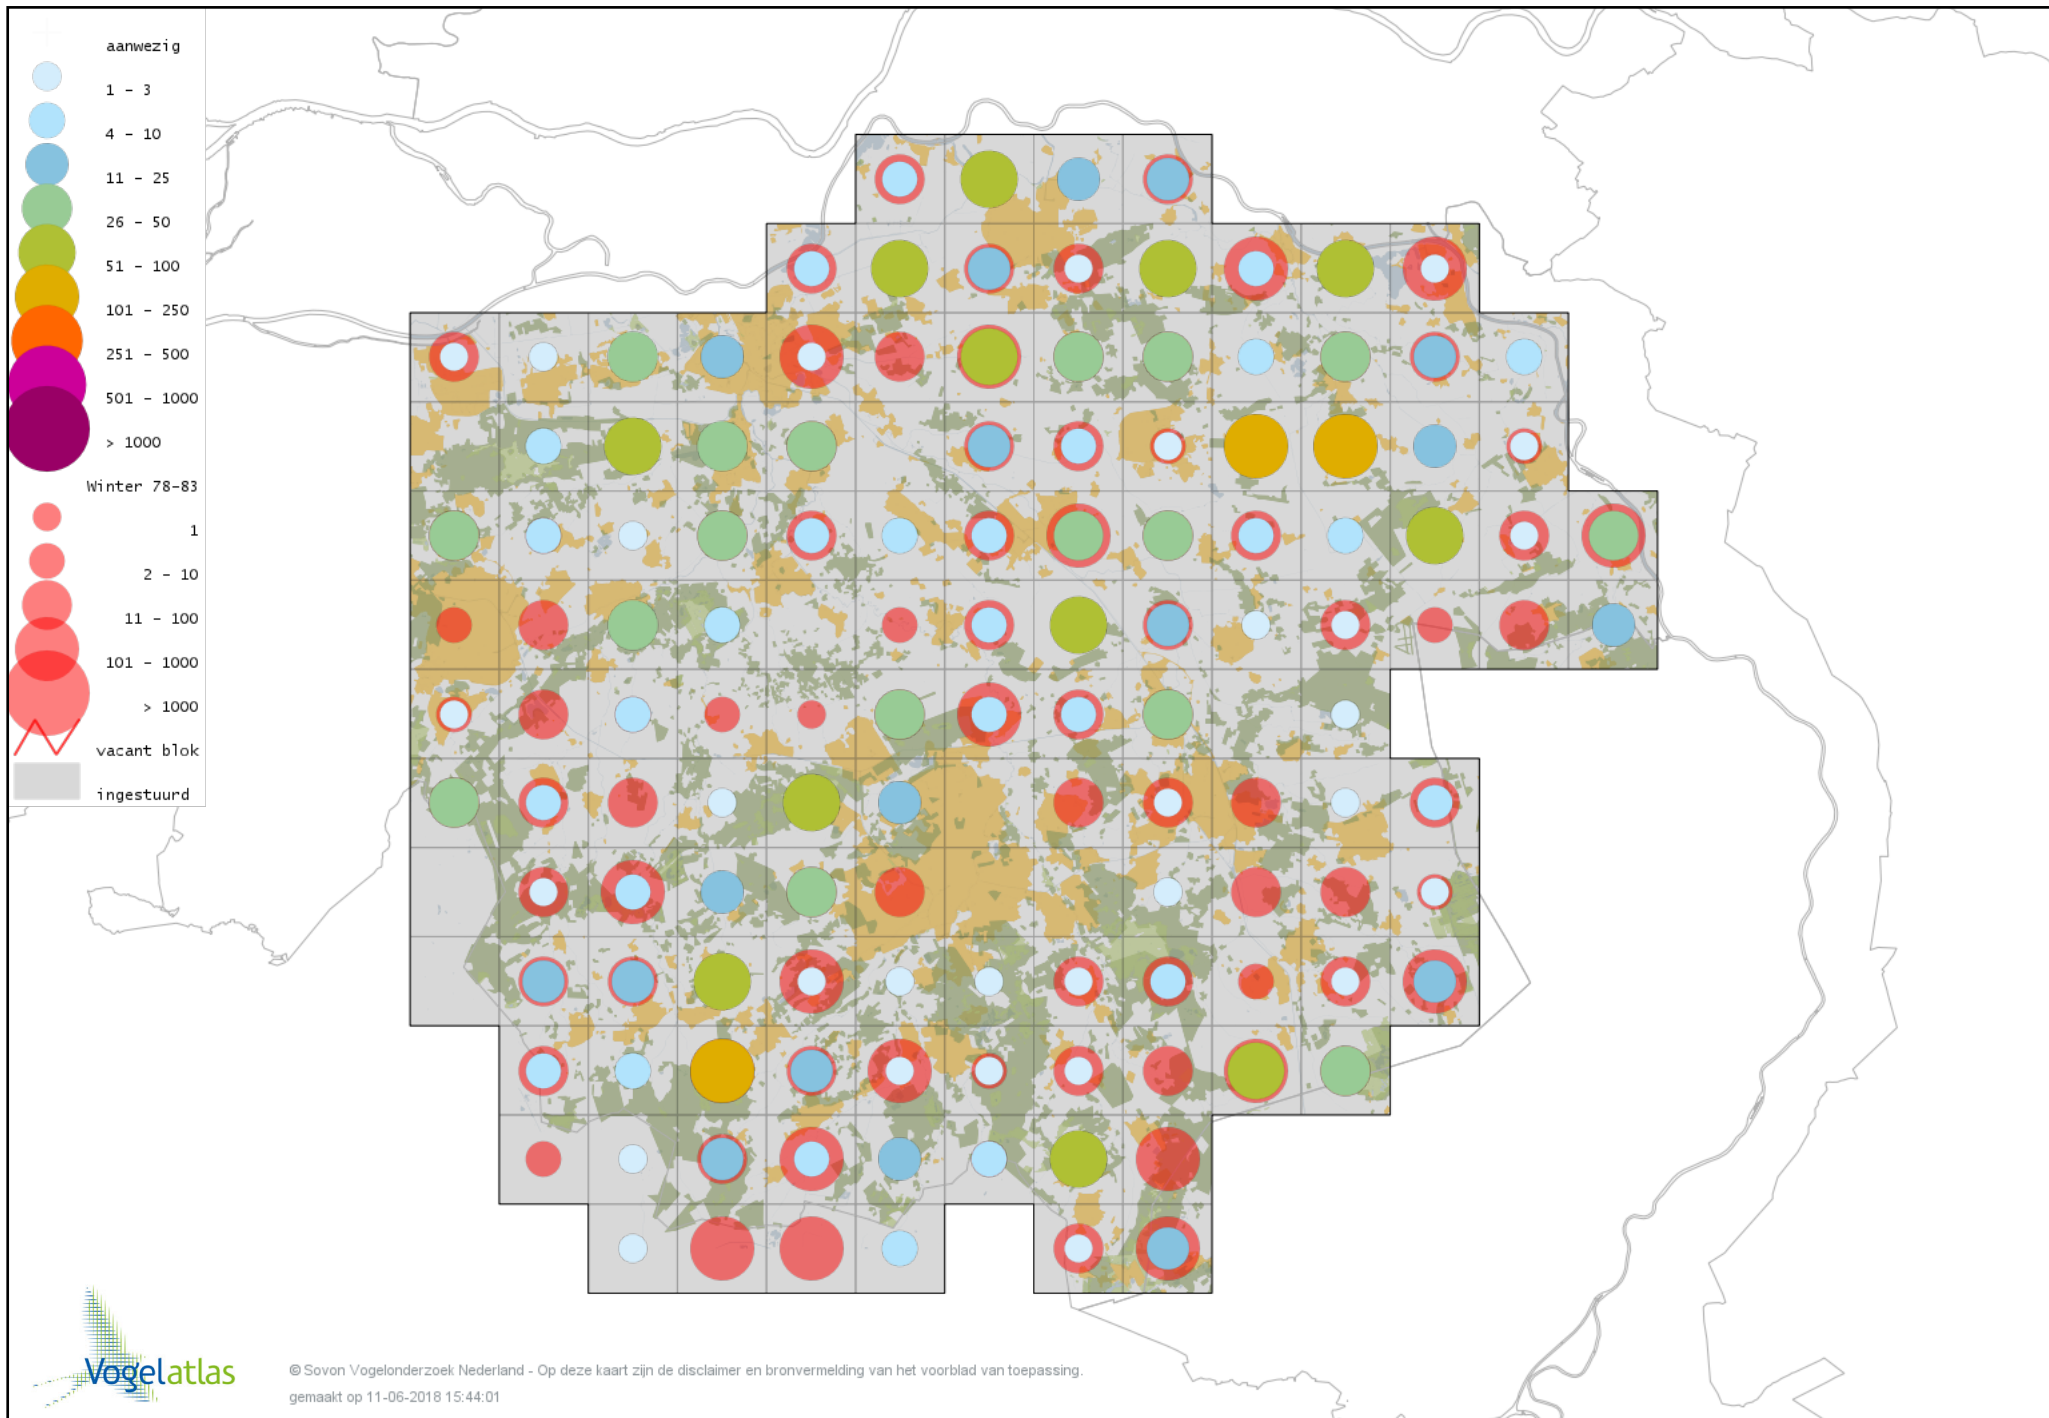 aanwezig
1 - 3
4 - 10
11 - 25
26 - 50
51 - 100
101 - 250
251 - 500
501 - 1000
> 1000
Winter 78-83
1
2 - 10
11 - 100
101 - 1000
> 1000
vacant blok
ingestuurd
Vogelatlas
© Sovon Vogelonderzoek Nederland - Op deze kaart zijn de disclaimer en bronvermelding van het voorblad van toepassing.
gemaakt op 11-06-2018 15:44:01